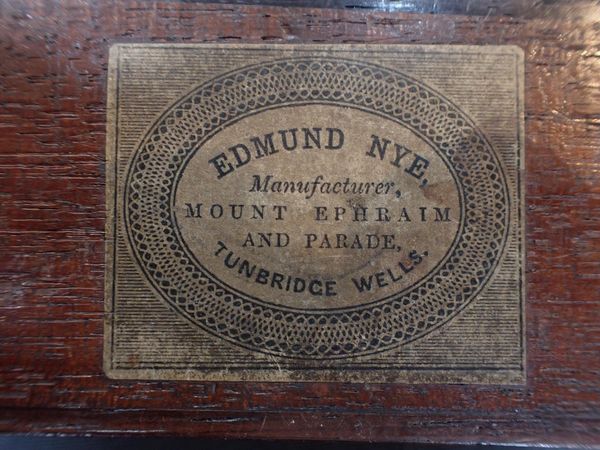 EDMUND NYE,
Manufacturer,
MOUNT EPHRAIM
AND PARADE,
TUNBRIDGE WELLS.